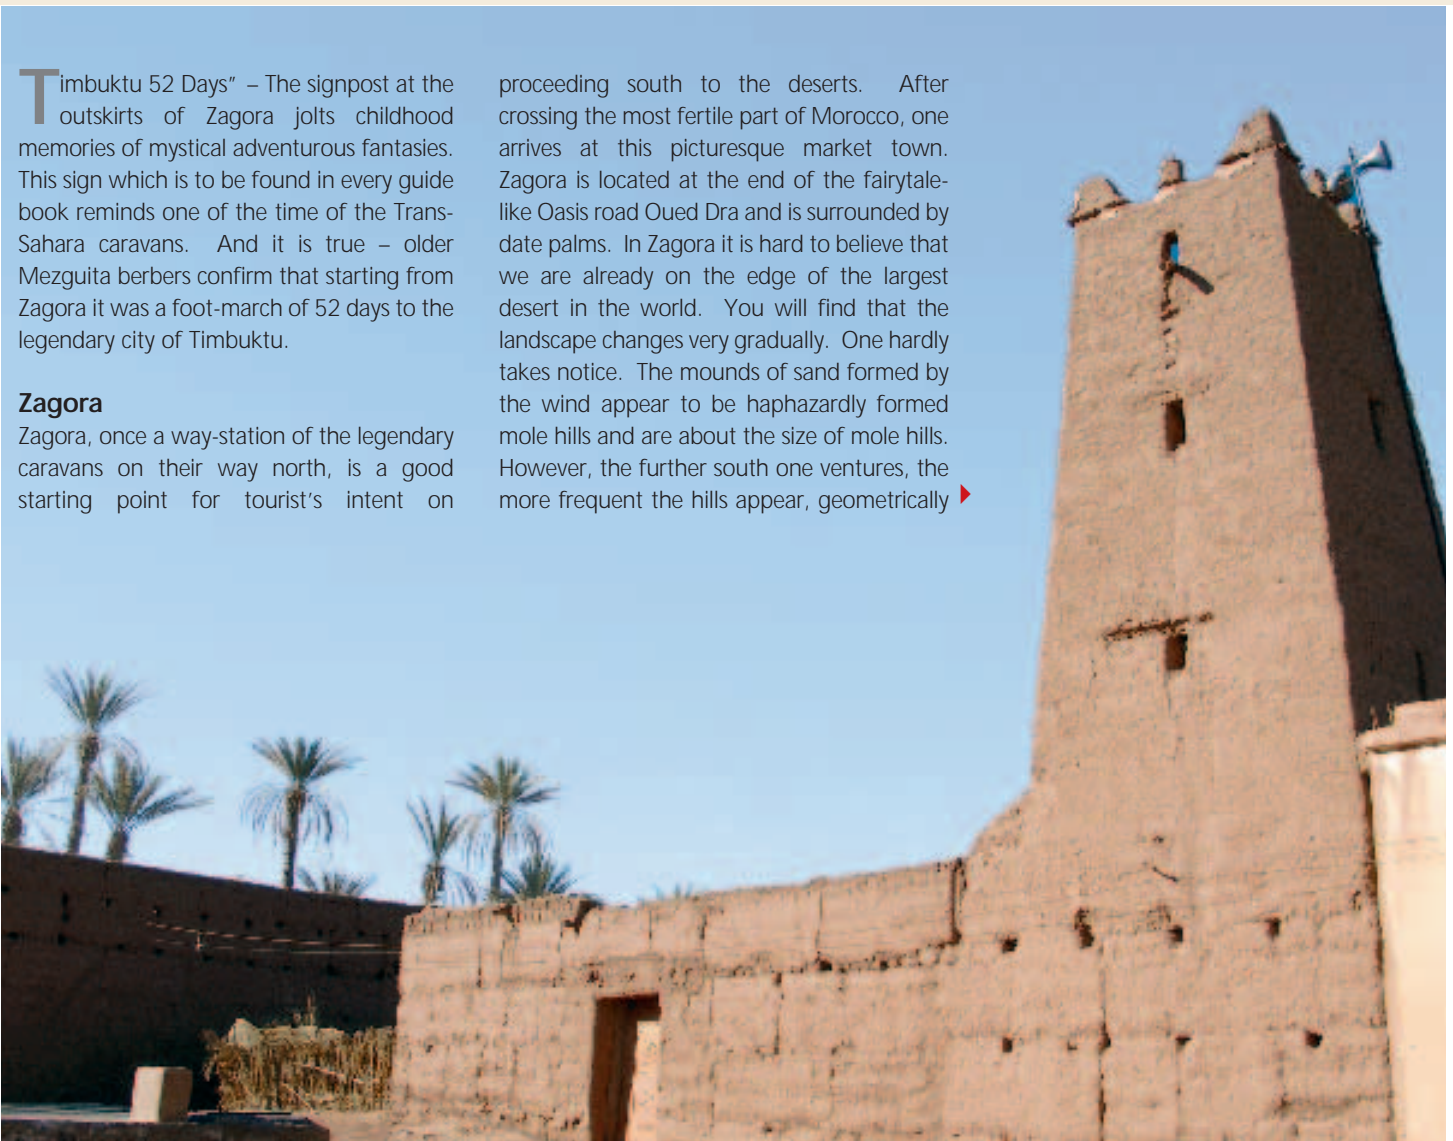 Timbuktu 52 Days” – The signpost at the
outskirts of Zagora jolts childhood
memories of mystical adventurous fantasies.
This sign which is to be found in every guide
book reminds one of the time of the Trans-
Sahara caravans. And it is true – older
Mezguita berbers confirm that starting from
Zagora it was a foot-march of 52 days to the
legendary city of Timbuktu.
Zagora
Zagora, once a way-station of the legendary
caravans on their way north, is a good
starting point for tourist's intent on
proceeding south to the deserts. After
crossing the most fertile part of Morocco, one
arrives at this picturesque market town.
Zagora is located at the end of the fairytale-
like Oasis road Oued Dra and is surrounded by
date palms. In Zagora it is hard to believe that
we are already on the edge of the largest
desert in the world. You will find that the
landscape changes very gradually. One hardly
takes notice. The mounds of sand formed by
the wind appear to be haphazardly formed
mole hills and are about the size of mole hills.
However, the further south one ventures, the
more frequent the hills appear, geometrically